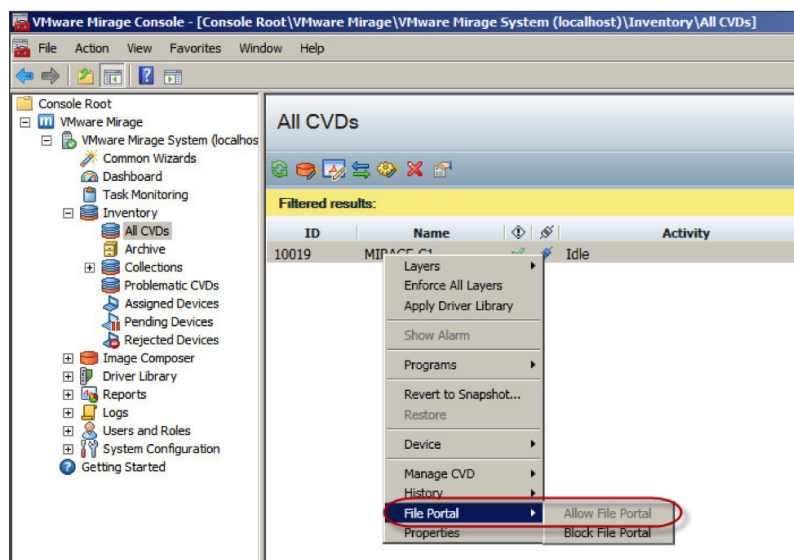 VMware Mirage Console - [Console Root\VMware Mirage\VMware Mirage System (localhost)\Inventory\All CVDs]
File Action View Favorites Window Help
Console Root
VMware Mirage
VMware Mirage System (localhos
Common Wizards
Dashboard
Task Monitoring
Inventory
All CVDs
Archive
Collections
Problematic CVDs
Assigned Devices
Pending Devices
Rejected Devices
Image Composer
Driver Library
Reports
Logs
Users and Roles
System Configuration
Getting Started
All CVDs
Filtered results:
ID Name Activity
10019 MIRAGE-C1 Idle
Layers
Enforce All Layers
Apply Driver Library
Show Alarm
Programs
Revert to Snapshot...
Restore
Device
Manage CVD
History
File Portal
Properties
Allow File Portal
Block File Portal